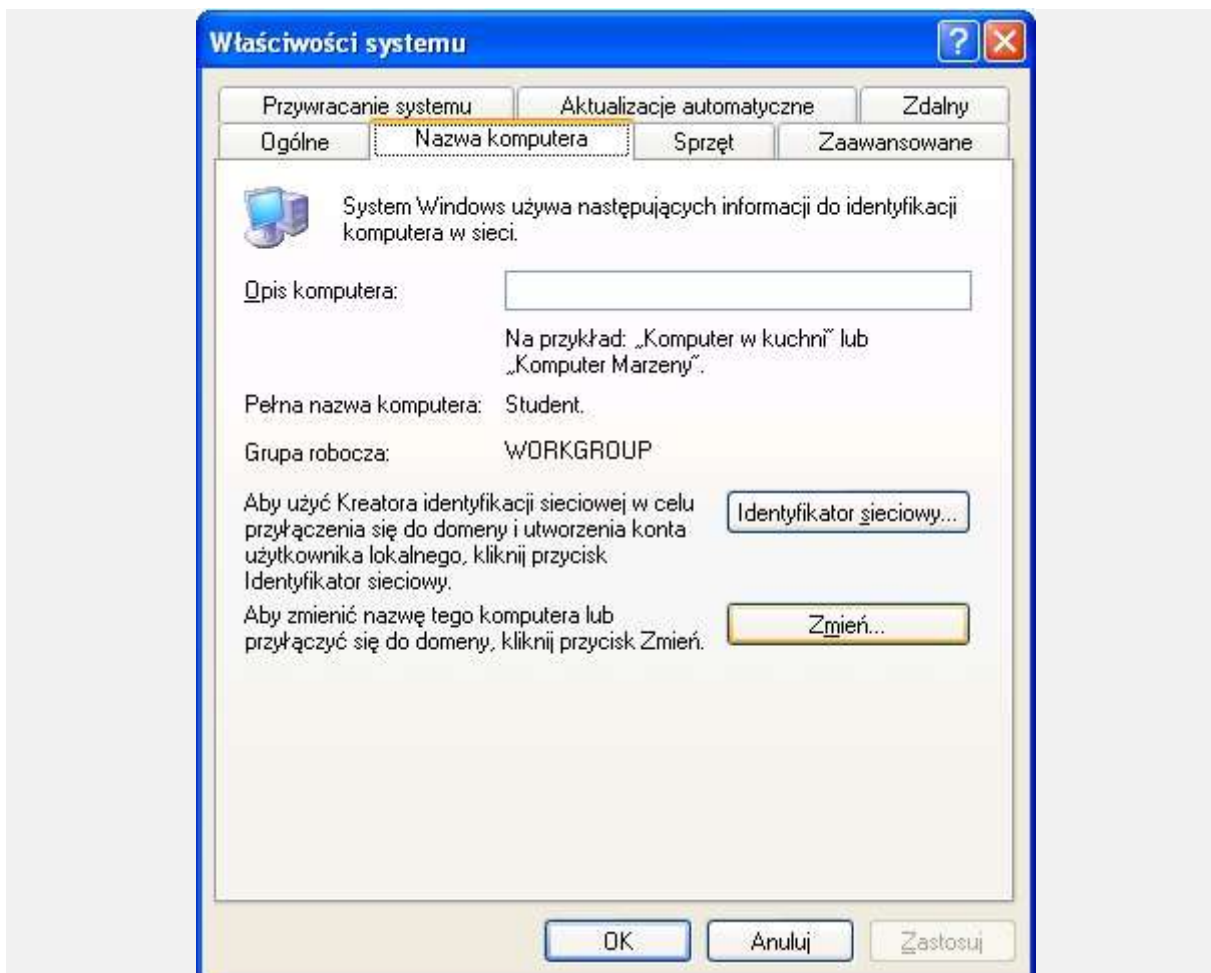 Właściwości systemu
Przywracanie systemu Aktualizacje automatyczne Zdalny
Ogólne Nazwa komputera Sprzęt Zaawansowane
System Windows używa następujących informacji do identyfikacji
komputera w sieci.
Opis komputera:
Na przykład: „Komputer w kuchni” lub
„Komputer Marzeny”.
Pełna nazwa komputera: Student.
Grupa robocza: WORKGROUP
Aby użyć Kreatora identyfikacji sieciowej w celu
przyłączenia się do domeny i utworzenia konta
użytkownika lokalnego, kliknij przycisk
Identyfikator sieciowy.
Identyfikator sieciowy...
Aby zmienić nazwę tego komputera lub
przyłączyć się do domeny, kliknij przycisk Zmień.
Zmień...
OK Anuluj Zastosuj